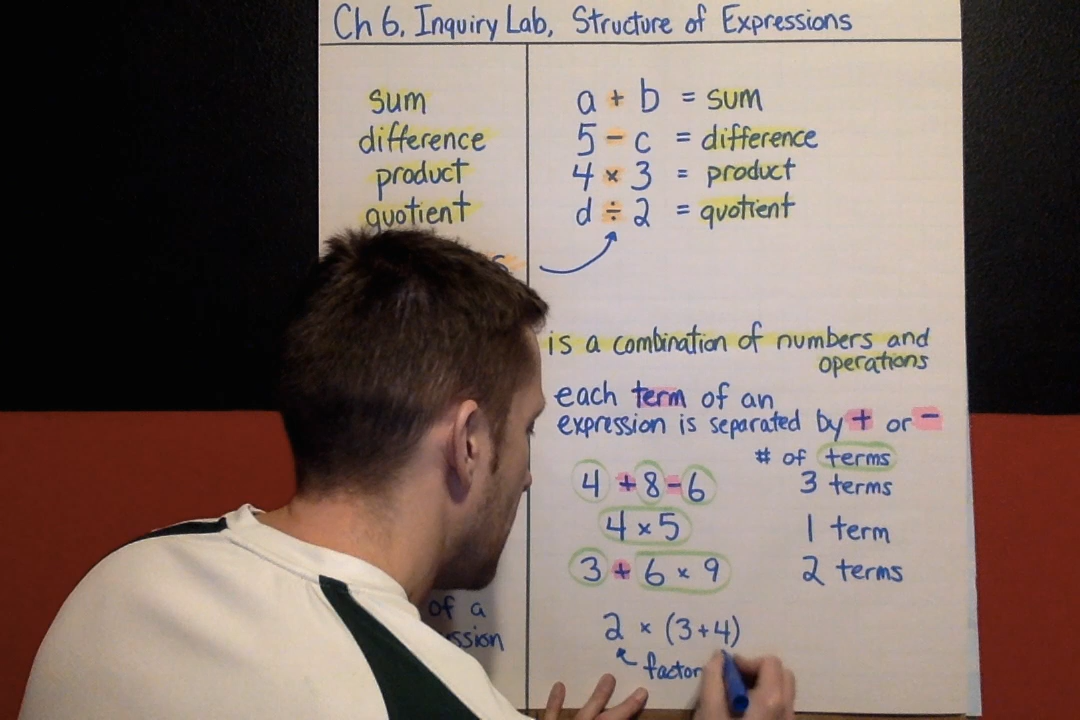 Ch 6, Inquiry Lab, Structure of Expressions
sum
difference
product
quotient
a + b = sum
5 - c = difference
4 × 3 = product
d ÷ 2 = quotient
is a combination of numbers and
operations
each term of an
expression is separated by + or -
# of terms
4 + 8 - 6 3 terms
4 × 5 1 term
3 + 6 × 9 2 terms
of a
2 × (3+4)
factor